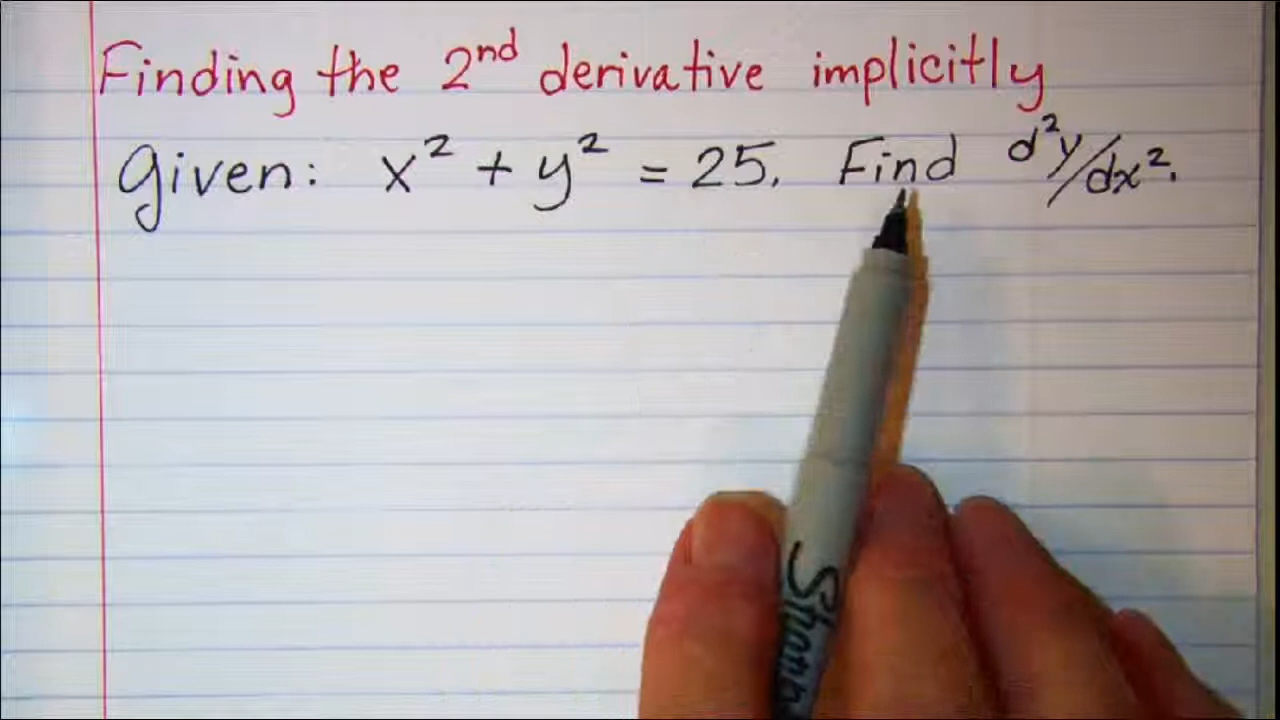 Finding the 2nd derivative implicitly
Given: x² + y² = 25. Find d²y/dx².